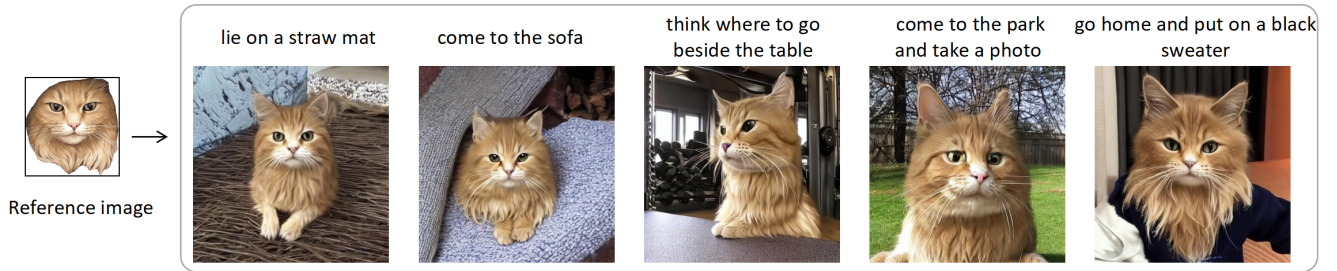 lie on a straw mat
come to the sofa
think where to go
beside the table
come to the park
and take a photo
go home and put on a black
sweater
Reference image